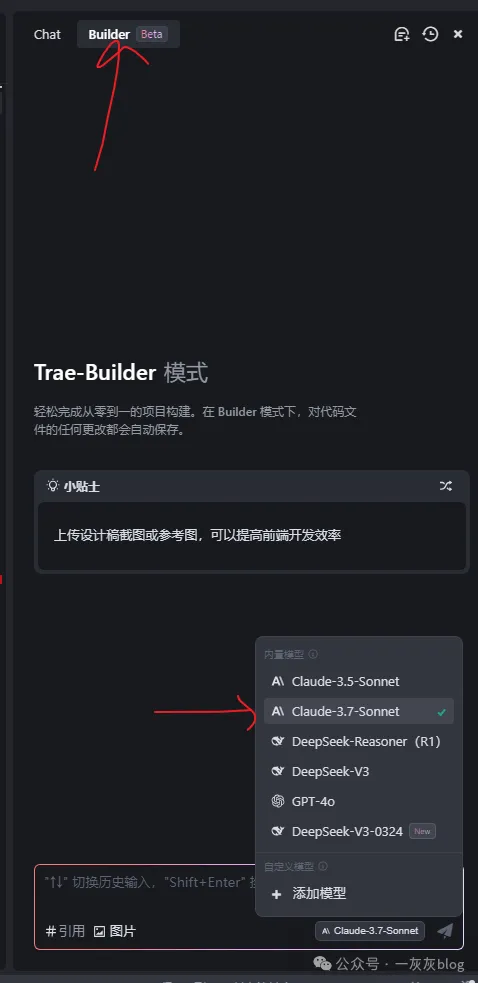 Chat Builder Beta
Trae-Builder 模式
轻松完成从零到一的项目构建。在 Builder 模式下，对代码文
件的任何更改都会自动保存。
小贴士
上传设计稿截图或参考图，可以提高前端开发效率
内置模型
Claude-3.5-Sonnet
Claude-3.7-Sonnet
DeepSeek-Reasoner（R1）
DeepSeek-V3
GPT-4o
DeepSeek-V3-0324 New
自定义模型
添加模型
"↑↓" 切换历史输入，"Shift+Enter"
#引用 图片 Claude-3.7-Sonnet
公众号 · 一灰灰blog